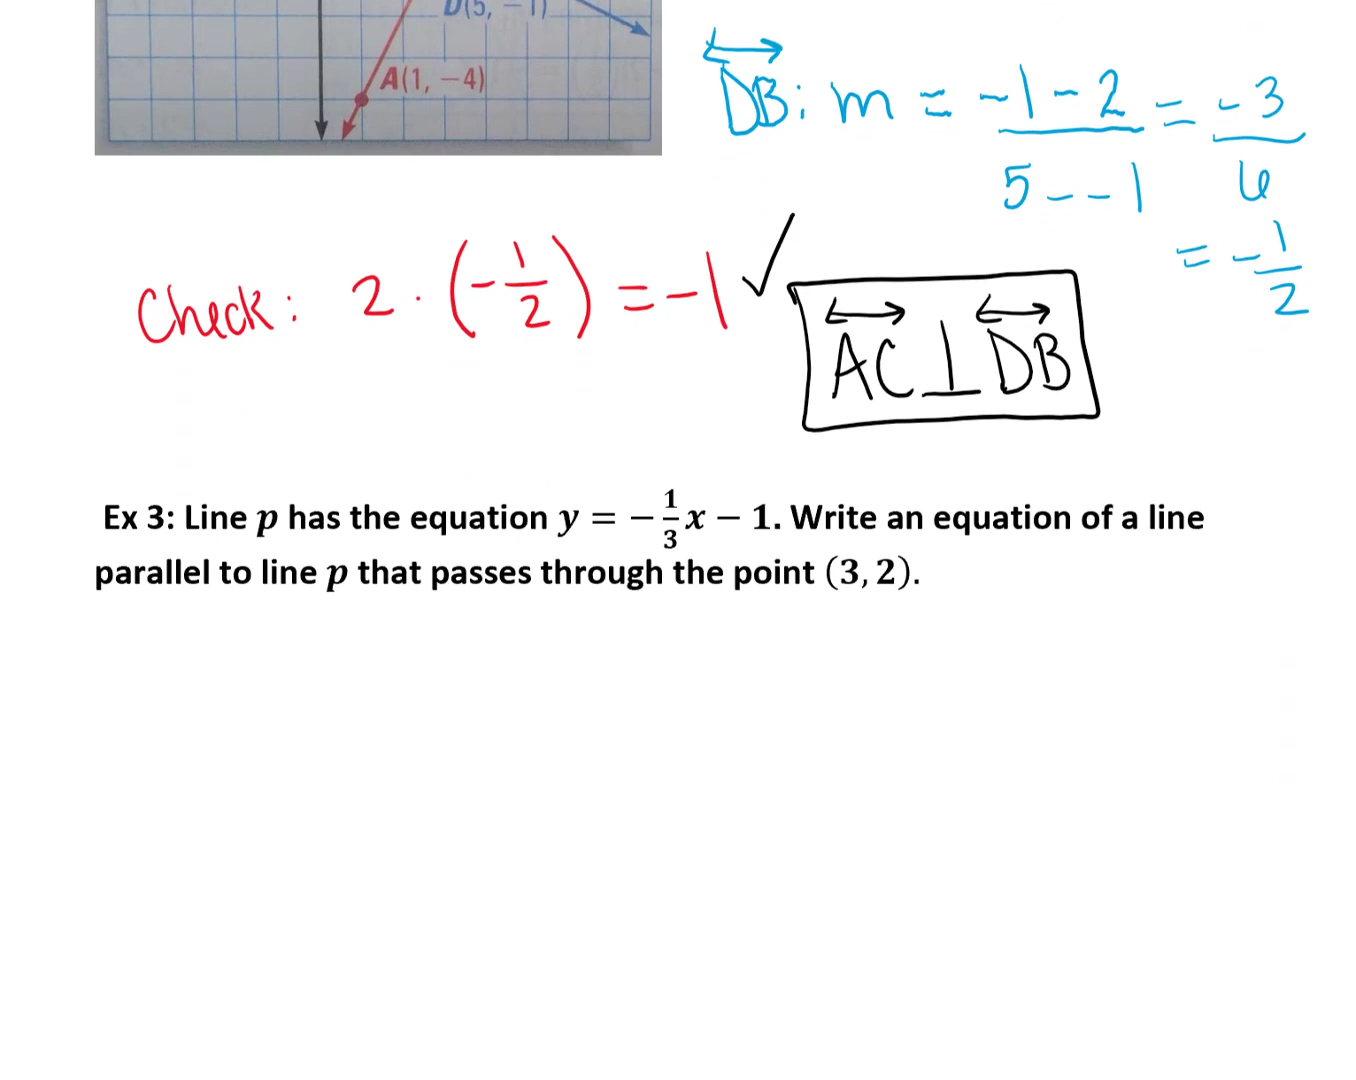 D(5, −1)
A(1, −4)
DB: m = -1-2/5--1 = -3/6
= -1/2
Check: 2 · (-1/2) = -1 ✓
AC ⊥ DB
Ex 3: Line p has the equation y = −1/3x − 1. Write an equation of a line
parallel to line p that passes through the point (3, 2).